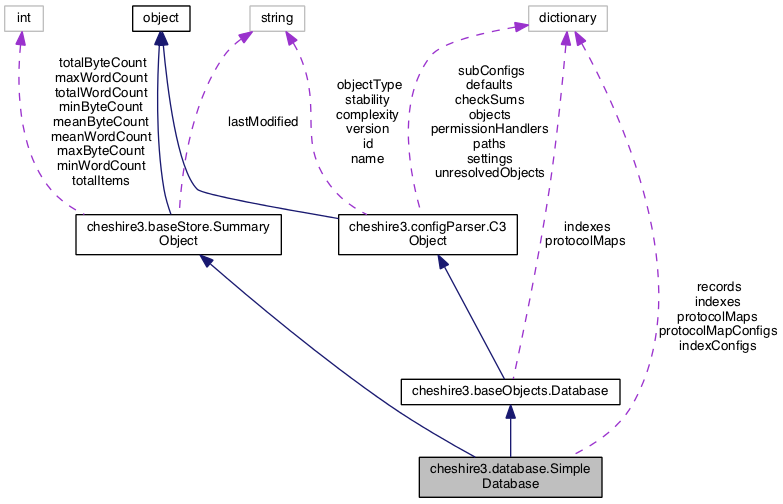 int
object
string
dictionary
totalByteCount
maxWordCount
totalWordCount
minByteCount
meanByteCount
meanWordCount
maxByteCount
minWordCount
totalItems
lastModified
objectType
stability
complexity
version
id
name
subConfigs
defaults
checkSums
objects
permissionHandlers
paths
settings
unresolvedObjects
cheshire3.baseStore.Summary
Object
cheshire3.configParser.C3
Object
indexes
protocolMaps
records
indexes
protocolMaps
protocolMapConfigs
indexConfigs
cheshire3.baseObjects.Database
cheshire3.database.Simple
Database